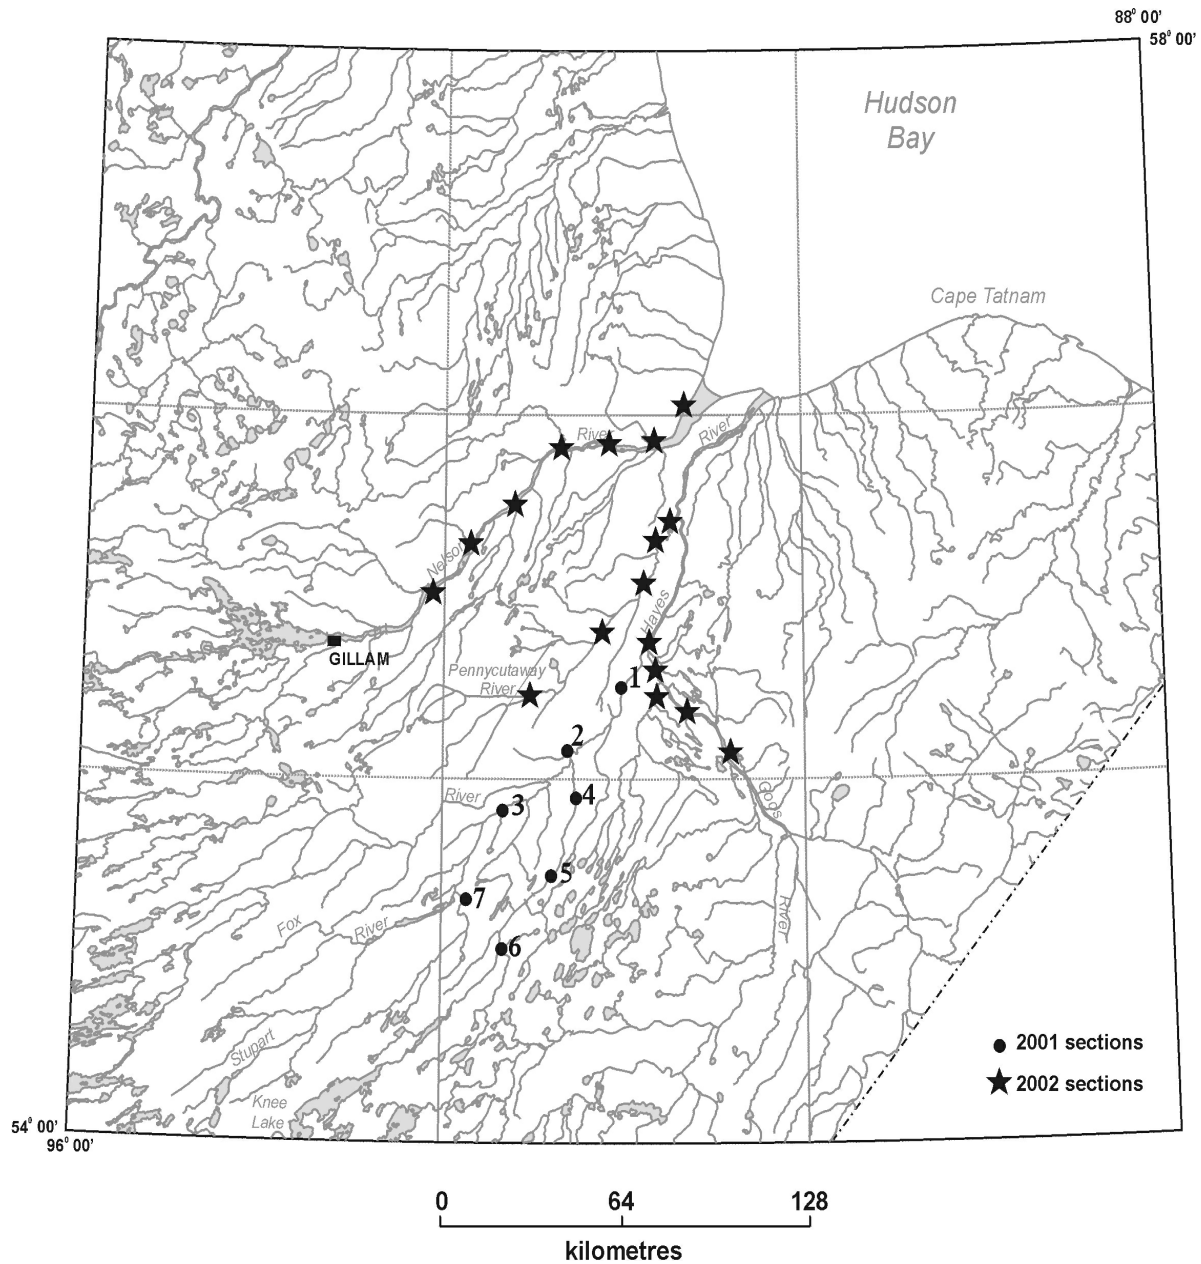 88° 00'
58° 00'
Hudson
Bay
Cape Tatnam
River
River
Nelson
Hayes
GILLAM
Pennycutaway
River
1
2
River
3
4
Gods
5
7
Fox
River
River
6
Stupart
Knee
Lake
2001 sections
2002 sections
54° 00'
96° 00'
0 64 128
kilometres